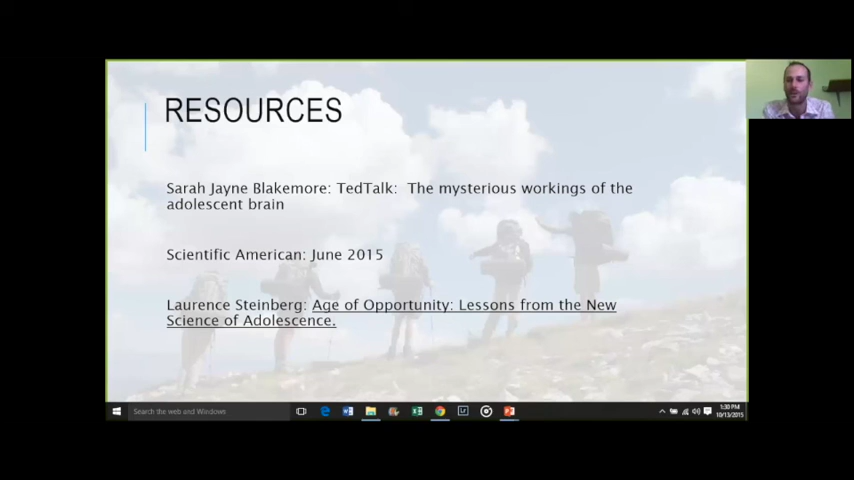 RESOURCES
Sarah Jayne Blakemore: TedTalk: The mysterious workings of the
adolescent brain
Scientific American: June 2015
Laurence Steinberg: Age of Opportunity: Lessons from the New
Science of Adolescence.
Search the web and Windows
1:30 PM
10/13/2015